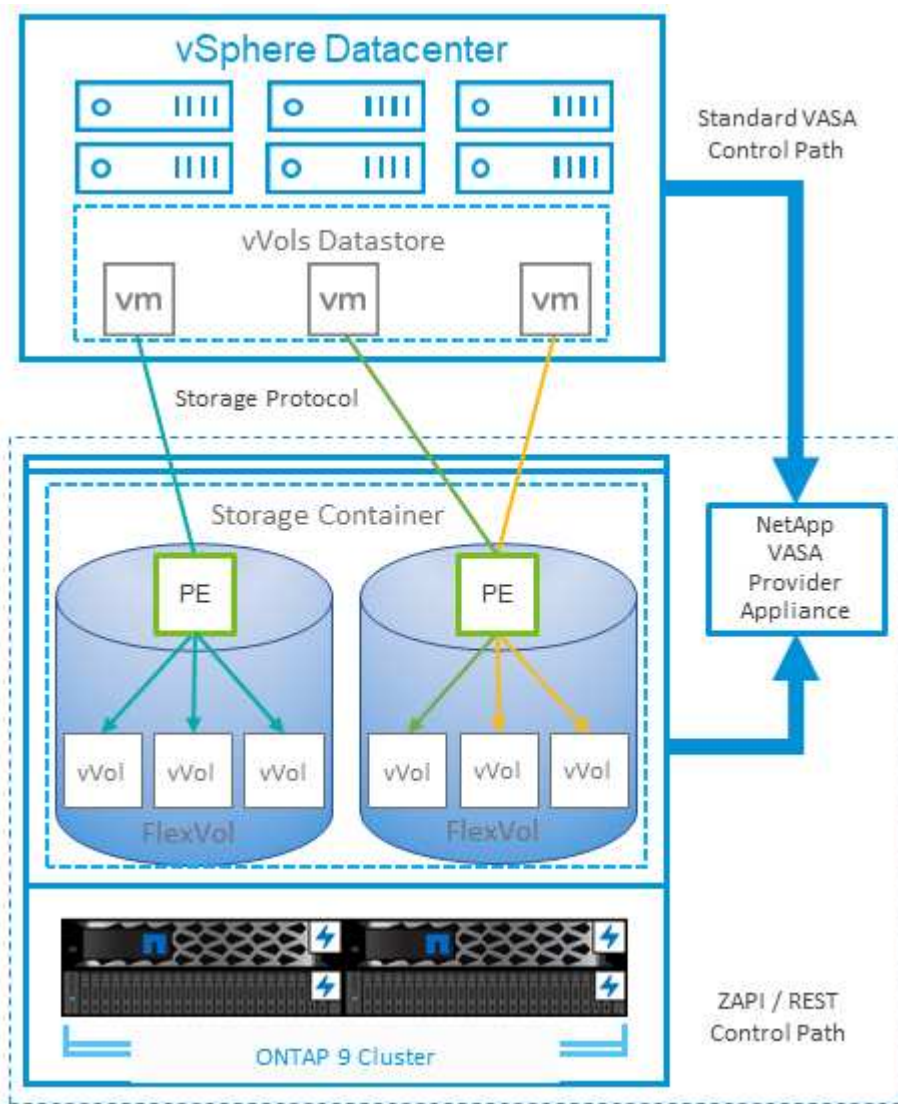 vSphere Datacenter
Standard VASA
Control Path
vVols Datastore
vm
vm
vm
Storage Protocol
Storage Container
PE
PE
NetApp
VASA
Provider
Appliance
vVol
vVol
vVol
vVol
vVol
vVol
FlexVol
FlexVol
ZAPI / REST
Control Path
ONTAP 9 Cluster